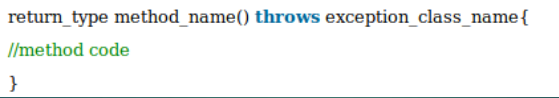 return_type method_name() throws exception_class_name{
//method code
}